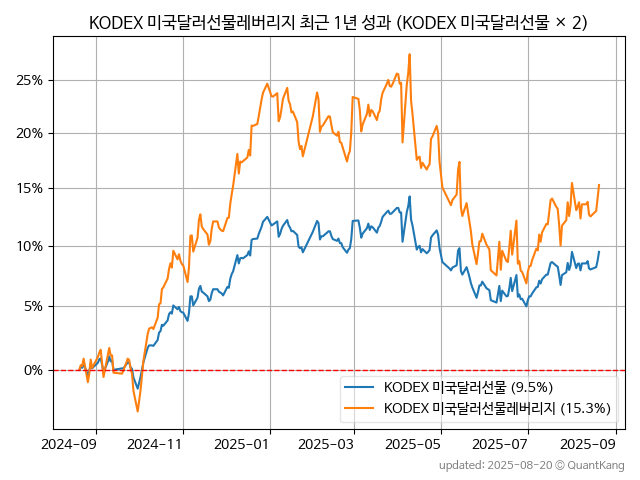 KODEX 미국달러선물레버리지 최근 1년 성과 (KODEX 미국달러선물 × 2)
25%
20%
15%
10%
5%
0%
KODEX 미국달러선물 (9.5%)
KODEX 미국달러선물레버리지 (15.3%)
2024-09 2024-11 2025-01 2025-03 2025-05 2025-07 2025-09
updated: 2025-08-20 © QuantKang